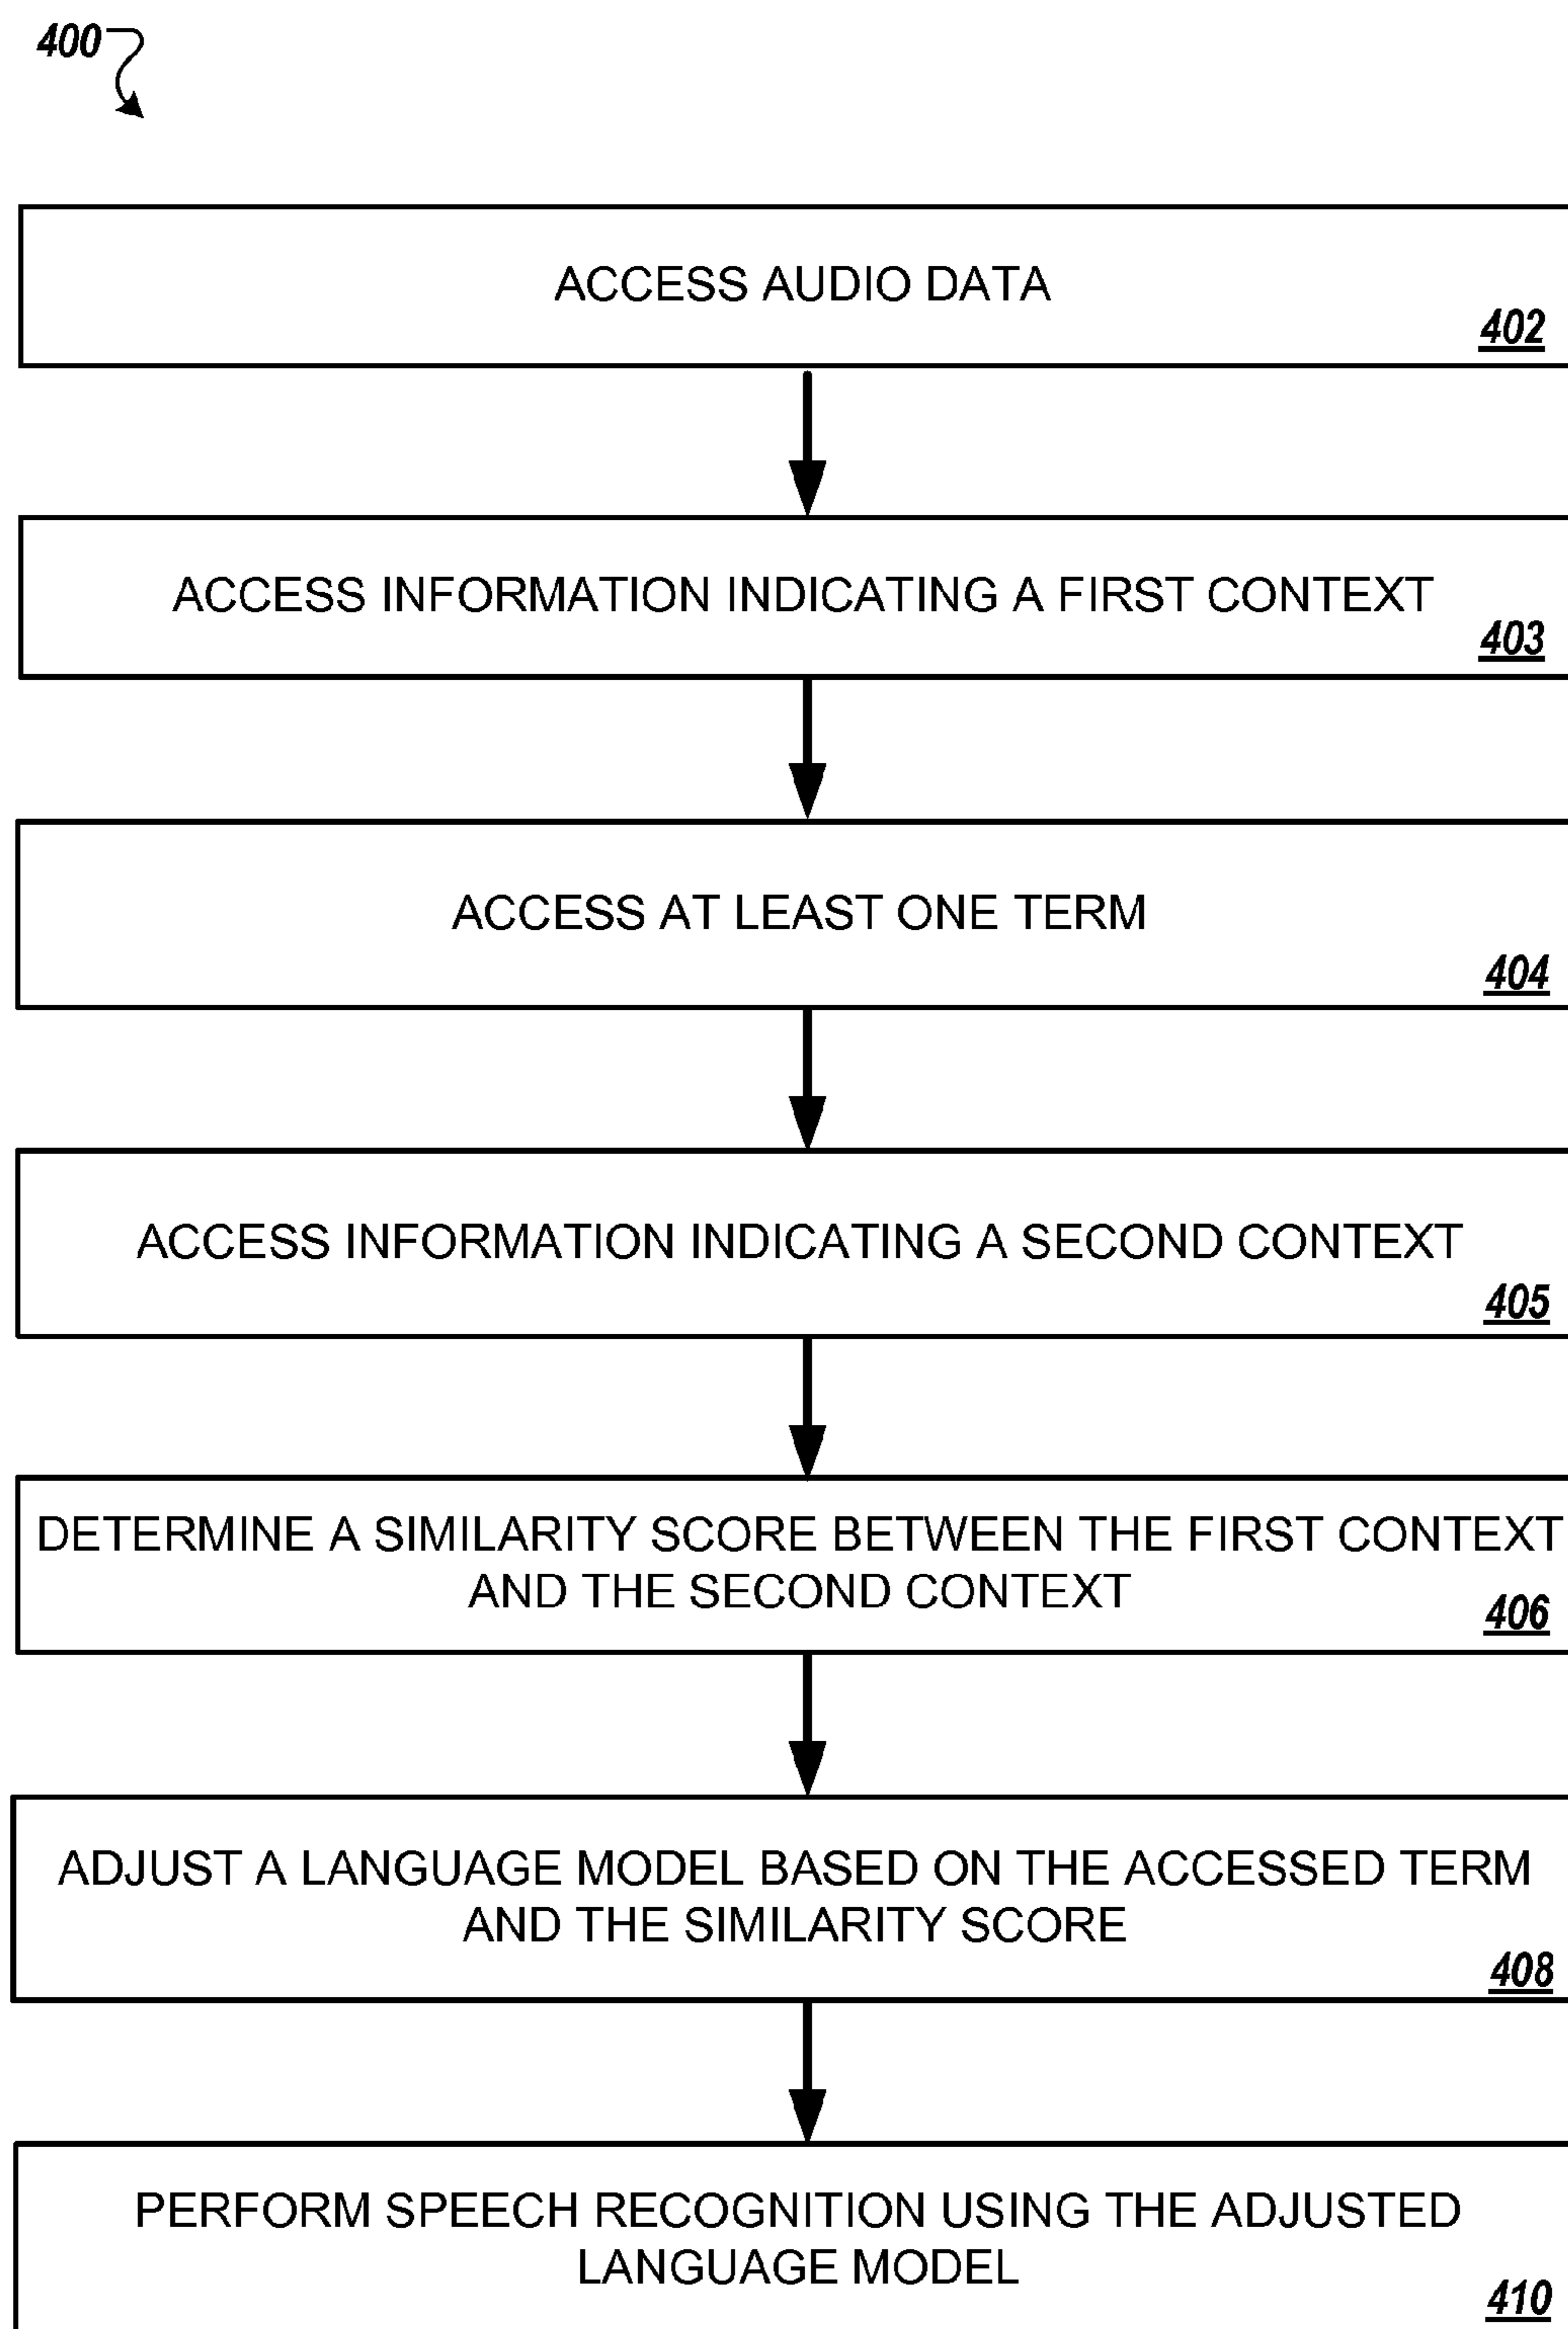 400
ACCESS AUDIO DATA
402
ACCESS INFORMATION INDICATING A FIRST CONTEXT
403
ACCESS AT LEAST ONE TERM
404
ACCESS INFORMATION INDICATING A SECOND CONTEXT
405
DETERMINE A SIMILARITY SCORE BETWEEN THE FIRST CONTEXT
AND THE SECOND CONTEXT
406
ADJUST A LANGUAGE MODEL BASED ON THE ACCESSED TERM
AND THE SIMILARITY SCORE
408
PERFORM SPEECH RECOGNITION USING THE ADJUSTED
LANGUAGE MODEL
410